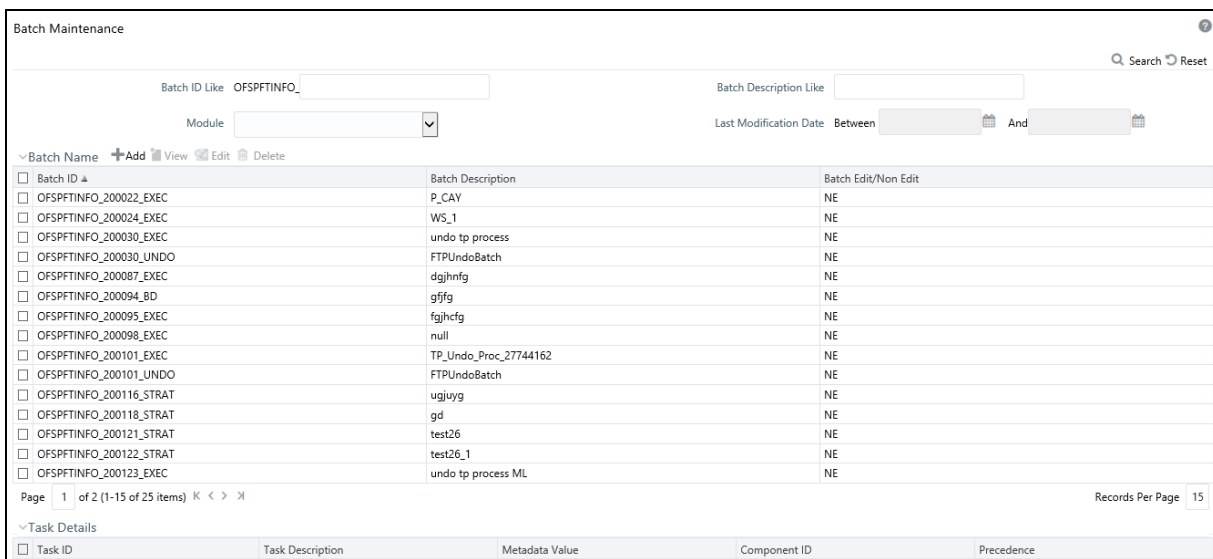 Batch Maintenance
Search Reset
Batch ID Like OFSPFTINFO_ Batch Description Like
Module Last Modification Date Between And
Batch Name Add View Edit Delete
Batch ID Batch Description Batch Edit/Non Edit
OFSPFTINFO_200022_EXEC P_CAY NE
OFSPFTINFO_200024_EXEC WS_1 NE
OFSPFTINFO_200030_EXEC undo tp process NE
OFSPFTINFO_200030_UNDO FTPUndoBatch NE
OFSPFTINFO_200087_EXEC dgjhnfg NE
OFSPFTINFO_200094_BD gfjfg NE
OFSPFTINFO_200095_EXEC fgjhcfg NE
OFSPFTINFO_200098_EXEC null NE
OFSPFTINFO_200101_EXEC TP_Undo_Proc_27744162 NE
OFSPFTINFO_200101_UNDO FTPUndoBatch NE
OFSPFTINFO_200116_STRAT ugjuyg NE
OFSPFTINFO_200118_STRAT gd NE
OFSPFTINFO_200121_STRAT test26 NE
OFSPFTINFO_200122_STRAT test26_1 NE
OFSPFTINFO_200123_EXEC undo tp process ML NE
Page 1 of 2 (1-15 of 25 items) Records Per Page 15
Task Details
Task ID Task Description Metadata Value Component ID Precedence